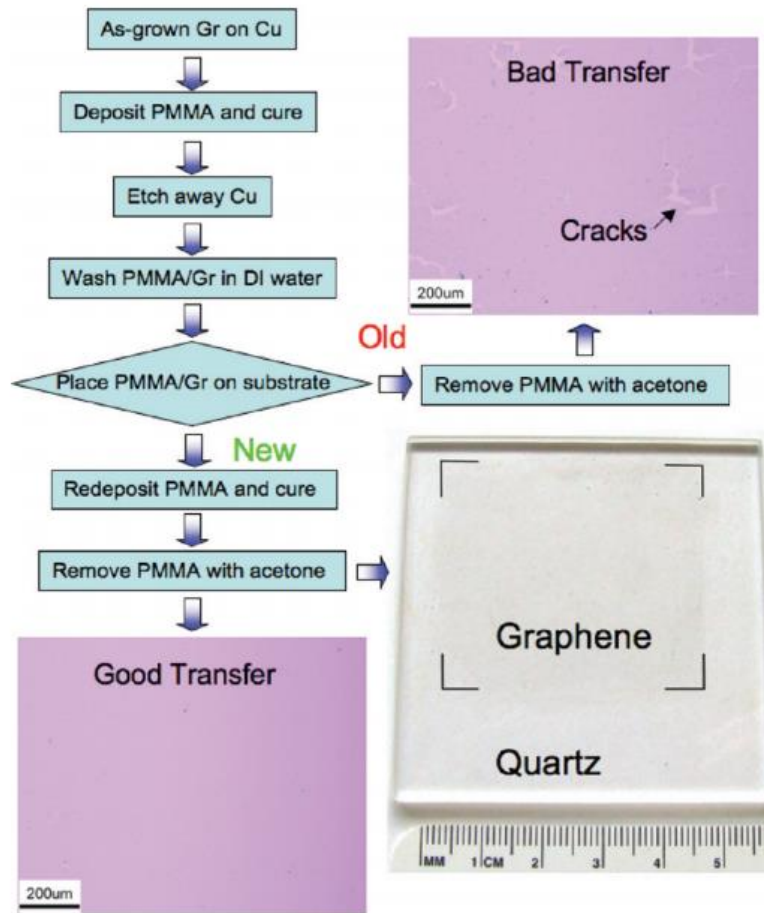 As-grown Gr on Cu
Deposit PMMA and cure
Etch away Cu
Wash PMMA/Gr in DI water
Place PMMA/Gr on substrate
Old
Remove PMMA with acetone
Bad Transfer
Cracks
200um
New
Redeposit PMMA and cure
Remove PMMA with acetone
Good Transfer
200um
Graphene
Quartz
MM 1 CM 2 3 4 5